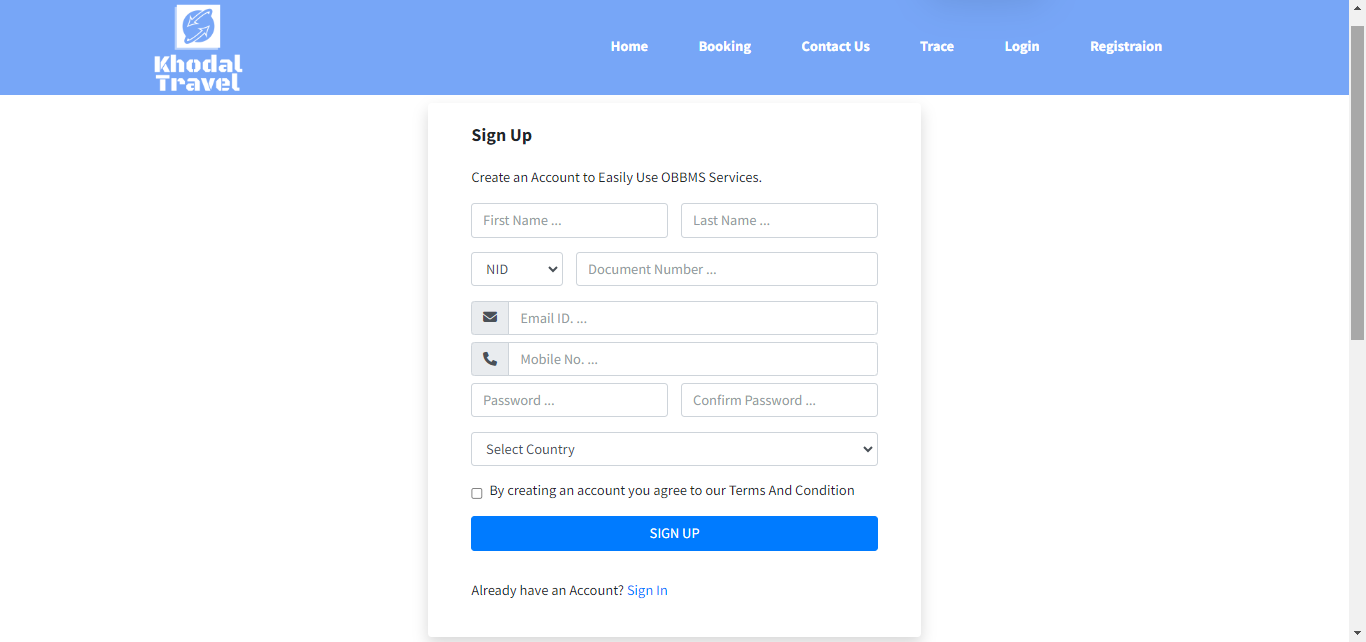 Khodal
Travel
Home Booking Contact Us Trace Login Registraion
Sign Up
Create an Account to Easily Use OBBMS Services.
First Name ... Last Name ...
NID Document Number ...
Email ID. ...
Mobile No. ...
Password ... Confirm Password ...
Select Country
By creating an account you agree to our Terms And Condition
SIGN UP
Already have an Account? Sign In